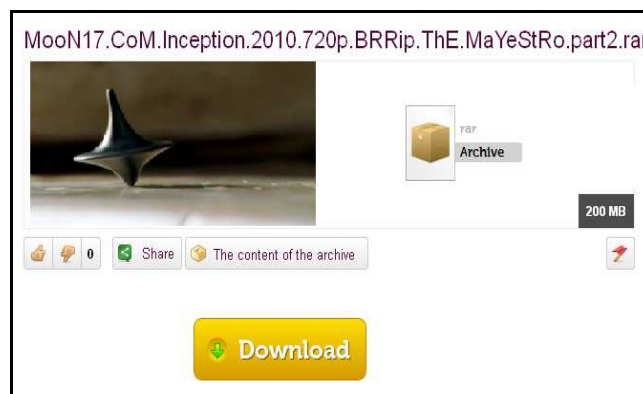 MooN17.CoM.Inception.2010.720p.BRRip.ThE.MaYeStRo.part2.rar
rar
Archive
200 MB
0
Share
The content of the archive
Download